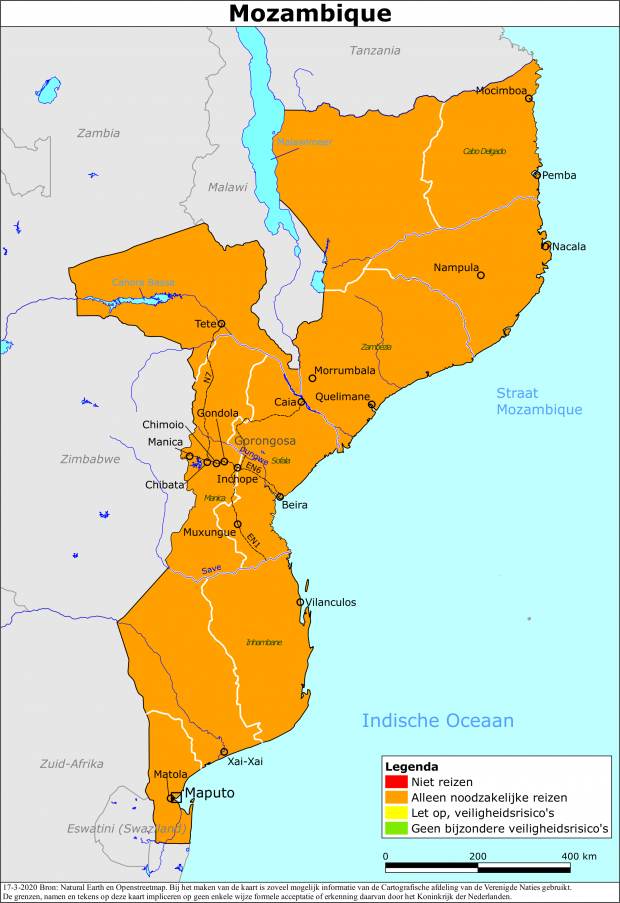 Mozambique
Tanzania
Mocimboa
Zambia
Malawimeer
Cabo Delgado
Pemba
Malawi
Nacala
Nampula
Cahora Bassa
Tete
Zambezia
N7
Morrumbala
Straat
Mozambique
Caia
Quelimane
Gondola
Chimoio
Manica
Gorongosa
Pungwe
Sofala
Zimbabwe
EN6
Inchope
Chibata
Manica
Beira
Muxungue
EN1
Save
Vilanculos
Inhambane
Indische Oceaan
Xai-Xai
Zuid-Afrika
Matola
Maputo
Eswatini (Swaziland)
Legenda
Niet reizen
Alleen noodzakelijke reizen
Let op, veiligheidsrisico's
Geen bijzondere veiligheidsrisico's
0 200 400 km
17-3-2020 Bron: Natural Earth en Openstreetmap. Bij het maken van de kaart is zoveel mogelijk informatie van de Cartografische afdeling van de Verenigde Naties gebruikt.
De grenzen, namen en tekens op deze kaart impliceren op geen enkele wijze formele acceptatie of erkenning daarvan door het Koninkrijk der Nederlanden.